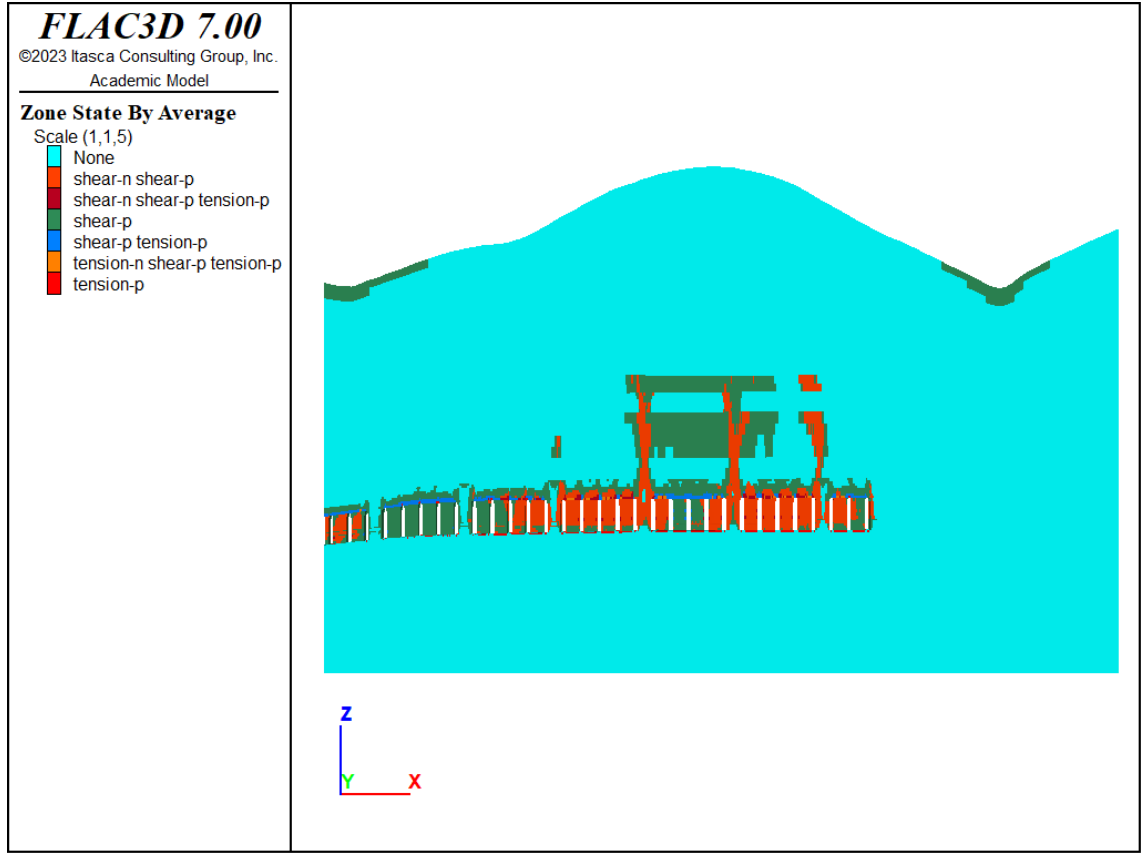 FLAC3D 7.00
©2023 Itasca Consulting Group, Inc.
Academic Model
Zone State By Average
Scale (1,1,5)
None
shear-n shear-p
shear-n shear-p tension-p
shear-p
shear-p tension-p
tension-n shear-p tension-p
tension-p
Z
Y
X